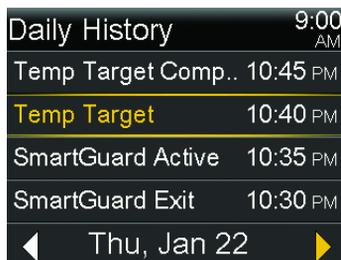 Daily History 9:00 AM
Temp Target Comp.. 10:45 PM
Temp Target 10:40 PM
SmartGuard Active 10:35 PM
SmartGuard Exit 10:30 PM
Thu, Jan 22